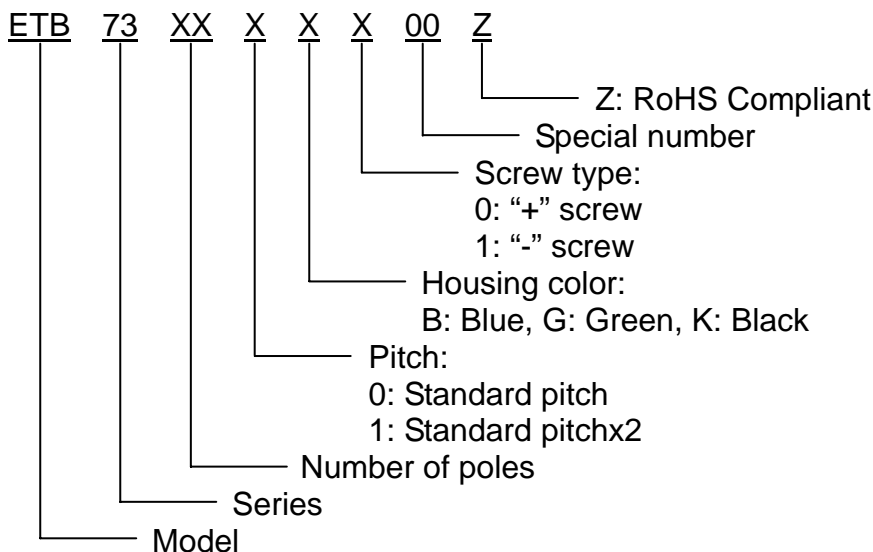 ETB 73 XX X X X 00 Z
Z: RoHS Compliant
Special number
Screw type:
0: “+” screw
1: “-” screw
Housing color:
B: Blue, G: Green, K: Black
Pitch:
0: Standard pitch
1: Standard pitchx2
Number of poles
Series
Model